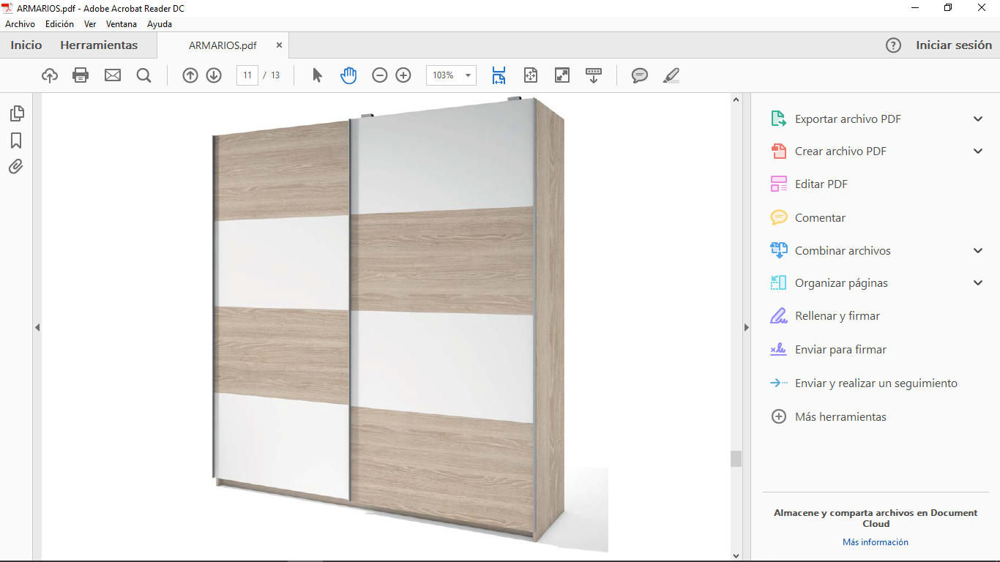 ARMARIOS.pdf - Adobe Acrobat Reader DC
Archivo Edición Ver Ventana Ayuda
Inicio Herramientas ARMARIOS.pdf × ? Iniciar sesión
11 / 13 103%
Exportar archivo PDF
Crear archivo PDF
Editar PDF
Comentar
Combinar archivos
Organizar páginas
Rellenar y firmar
Enviar para firmar
Enviar y realizar un seguimiento
Más herramientas
Almacene y comparta archivos en Document
Cloud
Más información